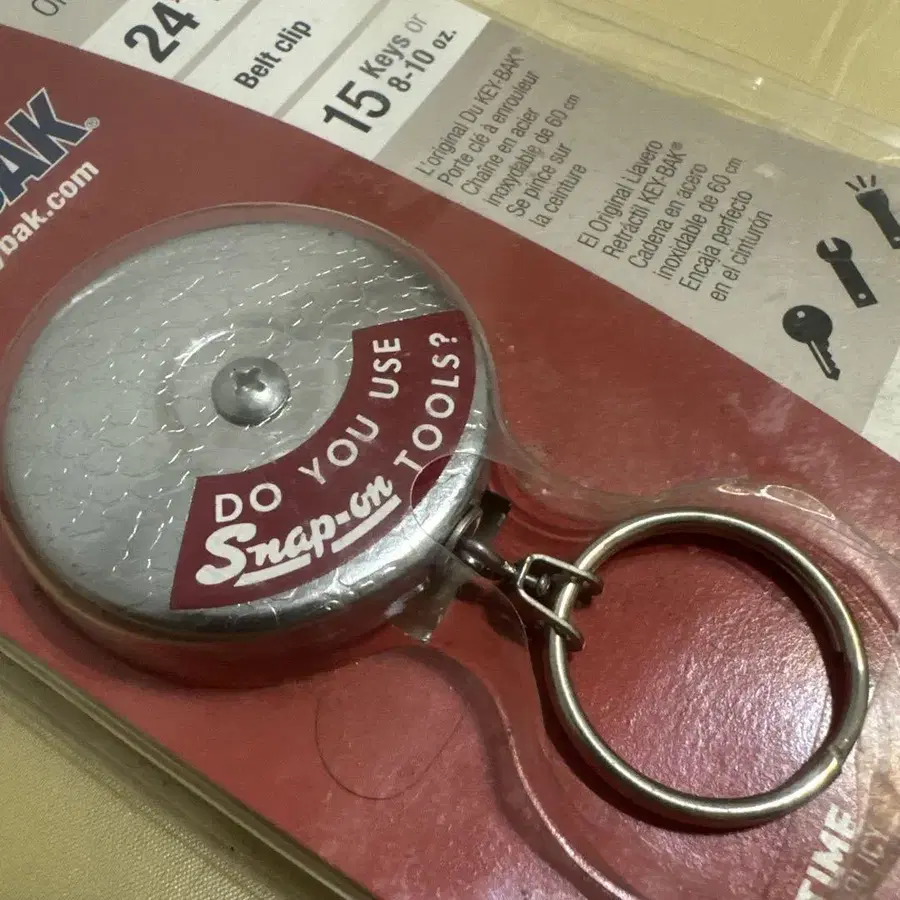 24"
Belt clip
15 Keys or
8-10 oz.
BAK®
bak.com
L'original Du KEY-BAK®
Porte clé à enrouleur
Chaîne en acier
inoxydable de 60 cm
Se pince sur
la ceinture
El Original Llavero
Retráctil KEY-BAK®
Cadena en acero
inoxidable de 60 cm
Encaja perfecto
en el cinturón
DO YOU USE
Snap-on TOOLS?
TIME